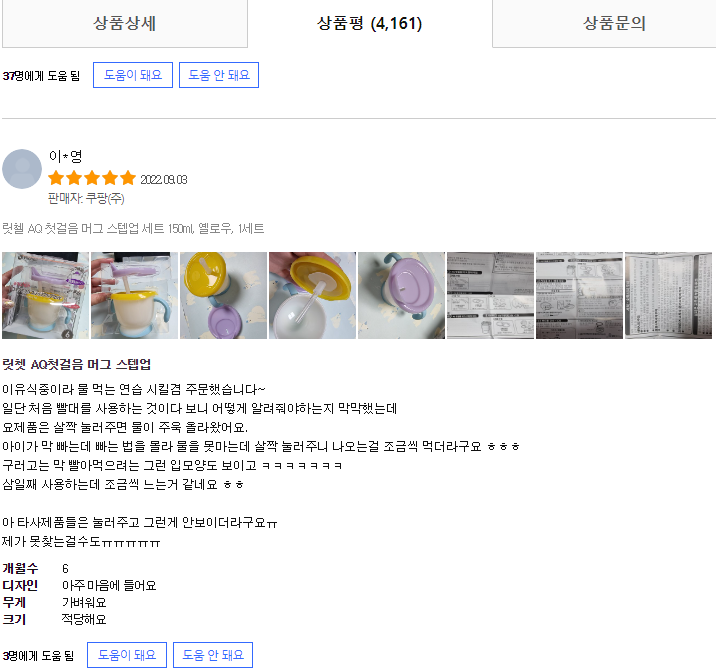 상품상세
상품평 (4,161)
상품문의
37명에게 도움 됨
도움이 돼요
도움 안 돼요
이*영
2022.09.03
판매자: 쿠팡(주)
릿첼 AQ 첫걸음 머그 스텝업 세트 150ml, 옐로우, 1세트
릿첼 AQ첫걸음 머그 스텝업
이유식중이라 물 먹는 연습 시킬겸 주문했습니다~
일단 처음 빨대를 사용하는 것이다 보니 어떻게 알려줘야하는지 막막했는데
요제품은 살짝 눌러주면 물이 주욱 올라왔어요.
아이가 막 빠는데 빠는 법을 몰라 물을 못마는데 살짝 눌러주니 나오는걸 조금씩 먹더라구요 ㅎㅎㅎ
구러고는 막 빨아먹으려는 그런 입모양도 보이고 ㅋㅋㅋㅋㅋㅋㅋ
삼일째 사용하는데 조금씩 느는거 같네요 ㅎㅎ
아 타사제품들은 눌러주고 그런게 안보이더라구요ㅠ
제가 못찾는걸수도ㅠㅠㅠㅠㅠ
개월수 6
디자인 아주 마음에 들어요
무게 가벼워요
크기 적당해요
3명에게 도움 됨
도움이 돼요
도움 안 돼요